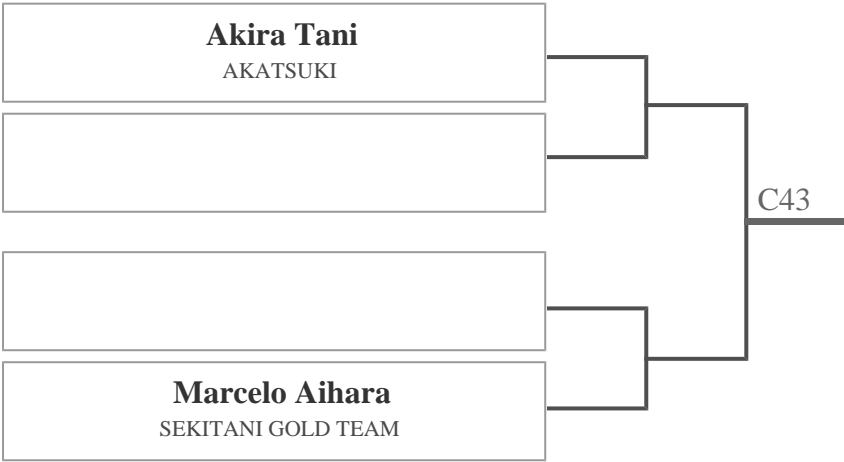 Akira Tani
AKATSUKI
C43
Marcelo Aihara
SEKITANI GOLD TEAM